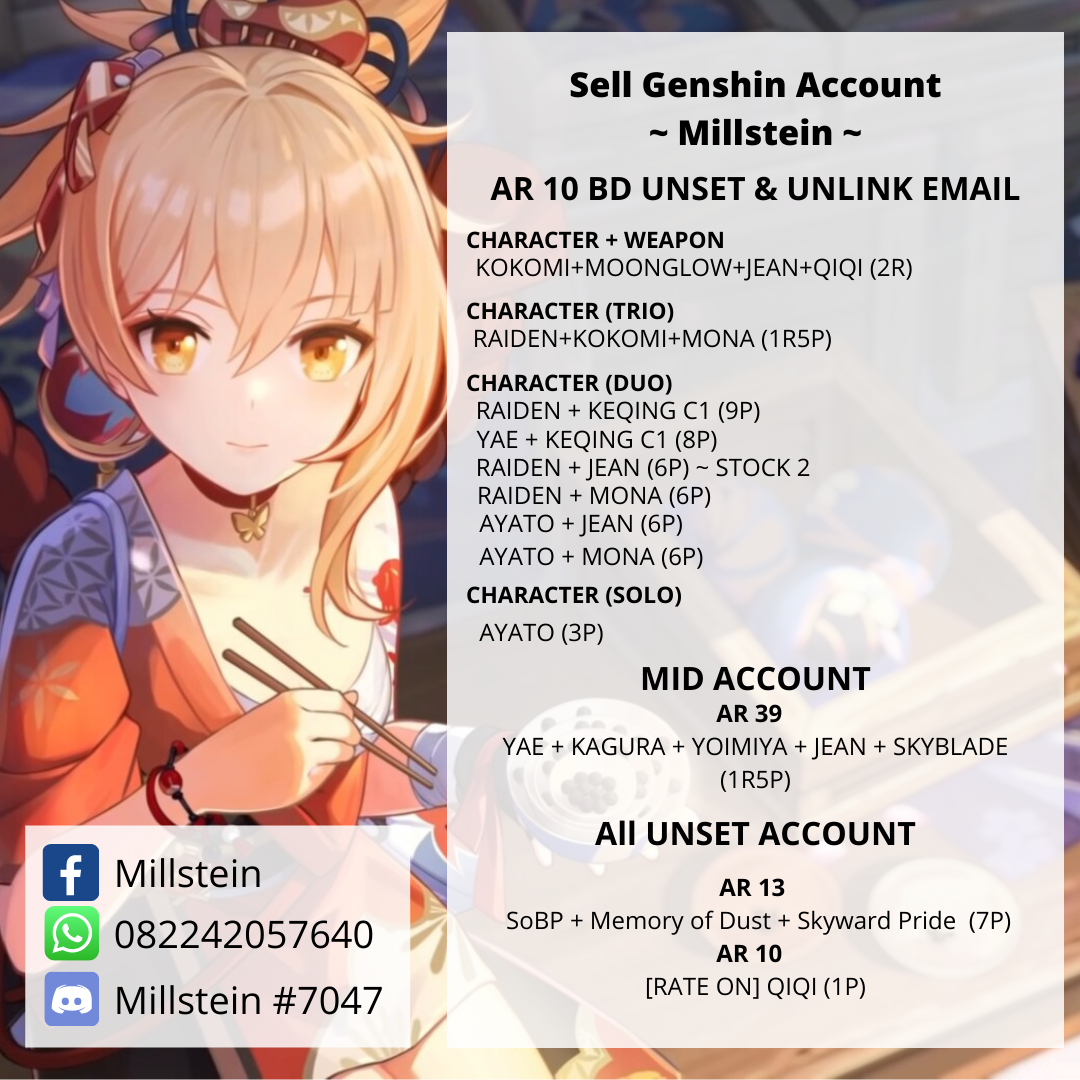 Sell Genshin Account
~ Millstein ~
AR 10 BD UNSET & UNLINK EMAIL
CHARACTER + WEAPON
KOKOMI+MOONGLOW+JEAN+QIQI (2R)
CHARACTER (TRIO)
RAIDEN+KOKOMI+MONA (1R5P)
CHARACTER (DUO)
RAIDEN + KEQING C1 (9P)
YAE + KEQING C1 (8P)
RAIDEN + JEAN (6P) ~ STOCK 2
RAIDEN + MONA (6P)
AYATO + JEAN (6P)
AYATO + MONA (6P)
CHARACTER (SOLO)
AYATO (3P)
MID ACCOUNT
AR 39
YAE + KAGURA + YOIMIYA + JEAN + SKYBLADE
(1R5P)
All UNSET ACCOUNT
AR 13
SoBP + Memory of Dust + Skyward Pride (7P)
AR 10
[RATE ON] QIQI (1P)
Millstein
082242057640
Millstein #7047